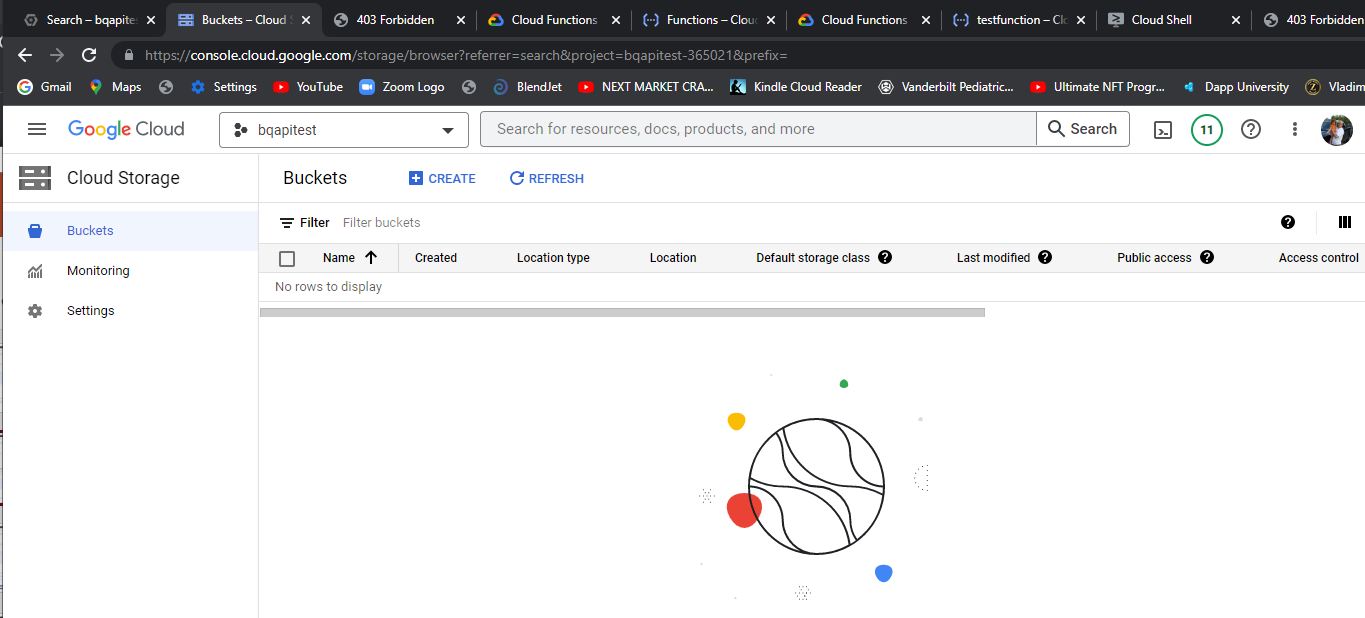 Search – bqapites
Buckets – Cloud S
403 Forbidden
Cloud Functions
Functions – Clou
Cloud Functions
testfunction – Clo
Cloud Shell
403 Forbidden
https://console.cloud.google.com/storage/browser?referrer=search&project=bqapitest-365021&prefix=
Gmail Maps Settings YouTube Zoom Logo BlendJet NEXT MARKET CRA... Kindle Cloud Reader Vanderbilt Pediatric... Ultimate NFT Progr... Dapp University Vladim
Google Cloud bqapitest Search for resources, docs, products, and more Search 11
Cloud Storage
Buckets CREATE REFRESH
Buckets
Monitoring
Settings
Filter Filter buckets
Name Created Location type Location Default storage class Last modified Public access Access control
No rows to display